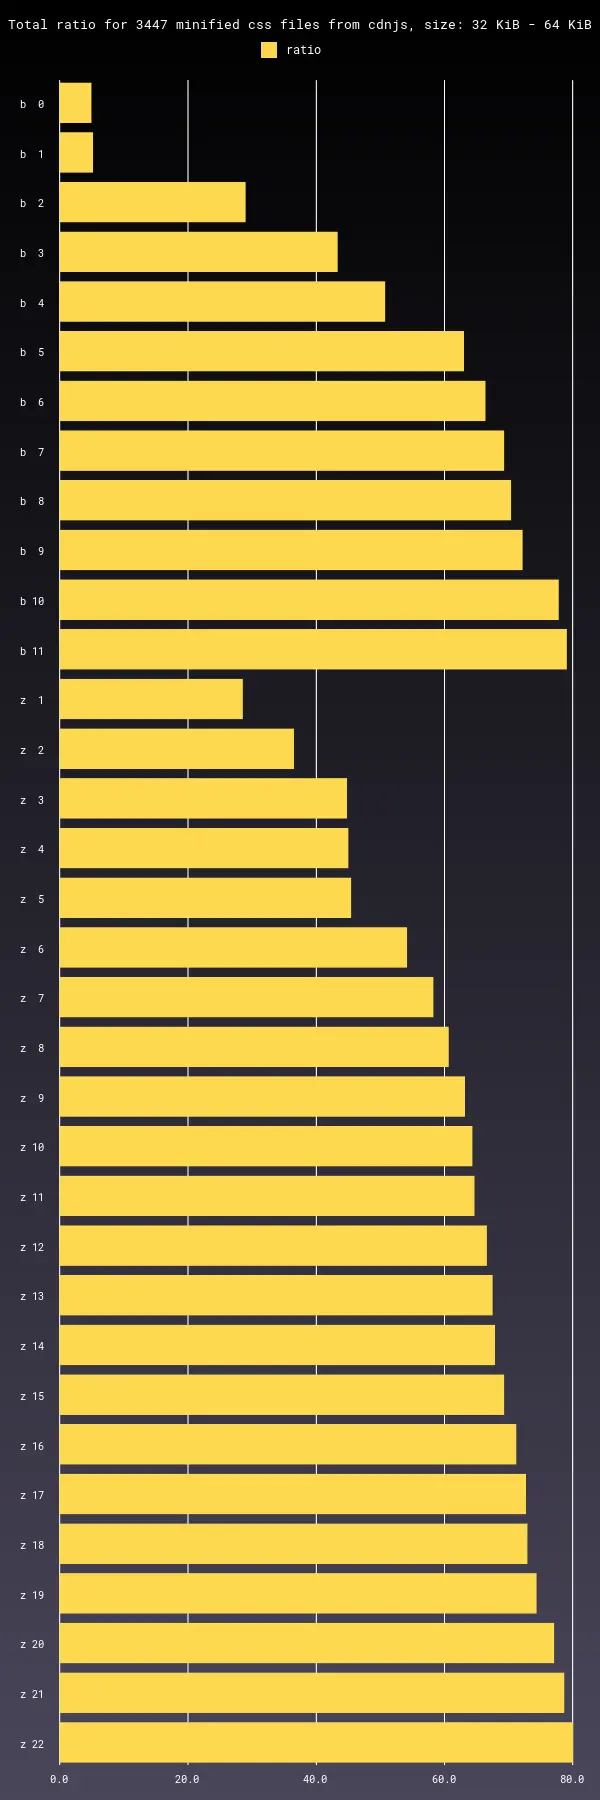 Total ratio for 3447 minified css files from cdnjs, size: 32 KiB - 64 KiB
ratio
b  0
b  1
b  2
b  3
b  4
b  5
b  6
b  7
b  8
b  9
b 10
b 11
z  1
z  2
z  3
z  4
z  5
z  6
z  7
z  8
z  9
z 10
z 11
z 12
z 13
z 14
z 15
z 16
z 17
z 18
z 19
z 20
z 21
z 22
0.0 20.0 40.0 60.0 80.0